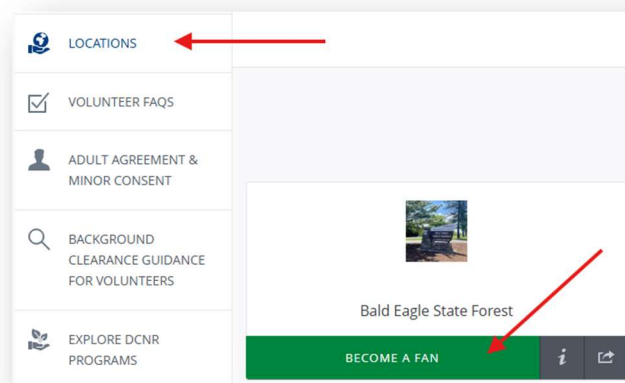 LOCATIONS
VOLUNTEER FAQS
ADULT AGREEMENT &
MINOR CONSENT
BACKGROUND
CLEARANCE GUIDANCE
FOR VOLUNTEERS
EXPLORE DCNR
PROGRAMS
Bald Eagle State Forest
BECOME A FAN
i